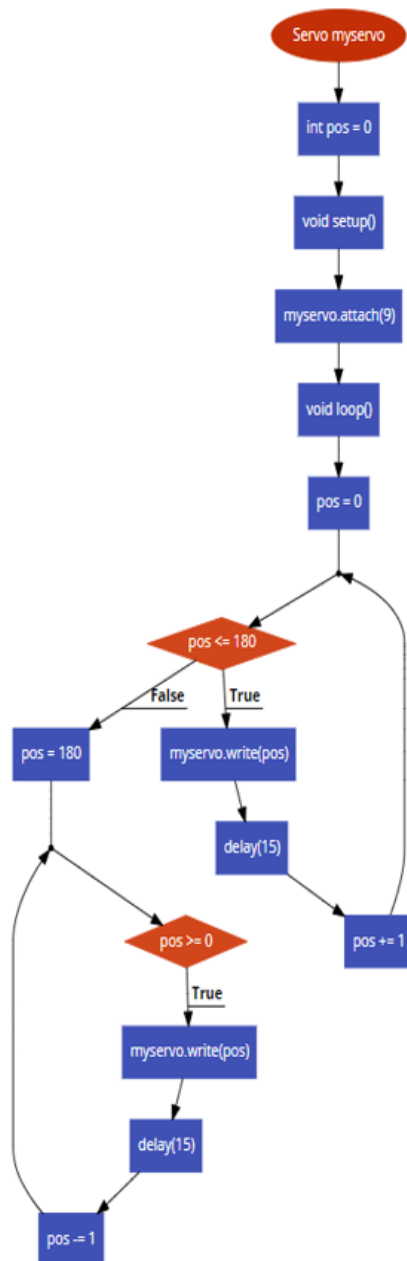 Servo myservo
int pos = 0
void setup()
myservo.attach(9)
void loop()
pos = 0
pos <= 180
False
True
pos = 180
myservo.write(pos)
delay(15)
pos += 1
pos >= 0
True
myservo.write(pos)
delay(15)
pos -= 1